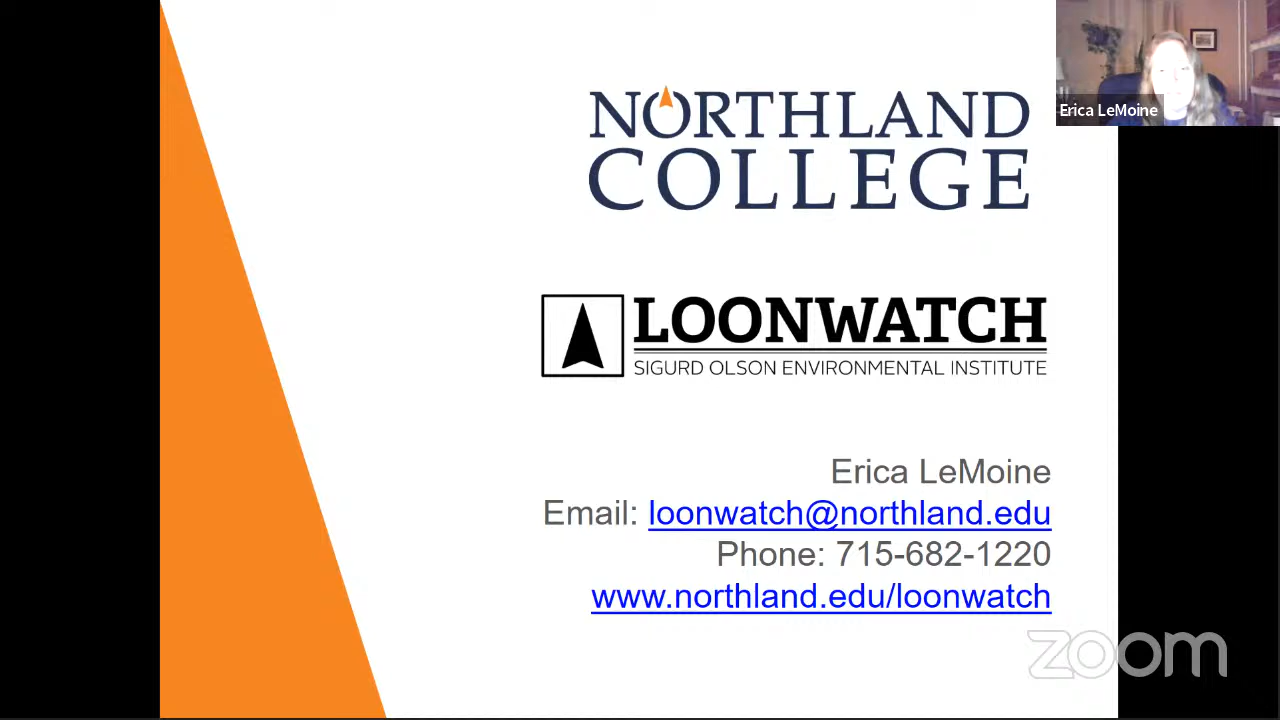 NORTHLAND
COLLEGE
Erica LeMoine
LOONWATCH
SIGURD OLSON ENVIRONMENTAL INSTITUTE
Erica LeMoine
Email: loonwatch@northland.edu
Phone: 715-682-1220
www.northland.edu/loonwatch
zoom